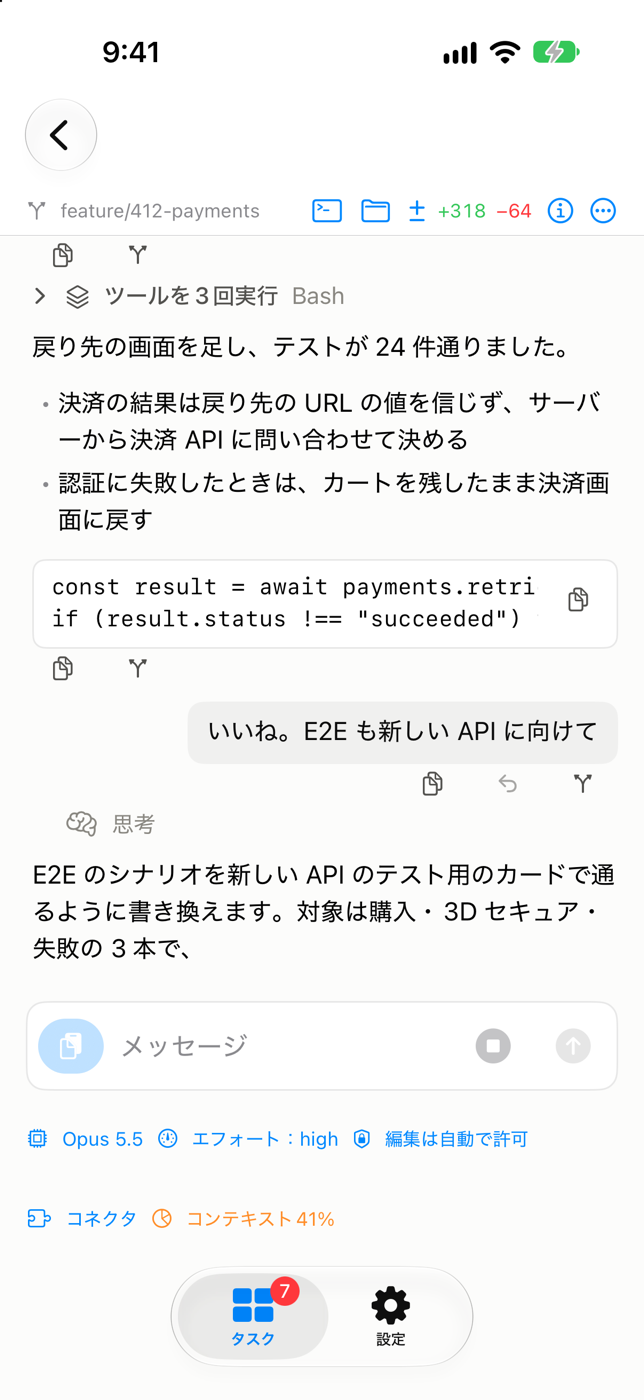 9:41
feature/412-payments +318 −64
ツールを3回実行 Bash
戻り先の画面を足し、テストが 24 件通りました。
・決済の結果は戻り先の URL の値を信じず、サーバ
ーから決済 API に問い合わせて決める
・認証に失敗したときは、カートを残したまま決済画
面に戻す
const result = await payments.retri
if (result.status !== "succeeded")
いいね。E2E も新しい API に向けて
思考
E2E のシナリオを新しい API のテスト用のカードで通
るように書き換えます。対象は購入・3D セキュア・
失敗の 3 本で、
メッセージ
Opus 5.5 エフォート：high 編集は自動で許可
コネクタ コンテキスト 41%
7
タスク 設定